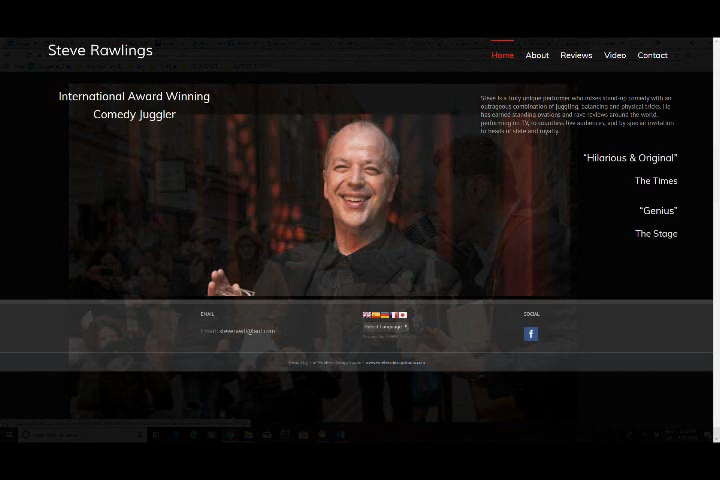 Steve Rawlings
Home About Reviews Video Contact
International Award Winning
Comedy Juggler
Steve is a truly unique performer who mixes stand-up comedy with an
outrageous combination of juggling, balancing and physical tricks. He
has earned standing ovations and rave reviews around the world,
performing on TV, to countless live audiences, and by special invitation
to heads of state and royalty.
“Hilarious & Original”
The Times
“Genius”
The Stage
EMAIL
SOCIAL
Email:
Select Language